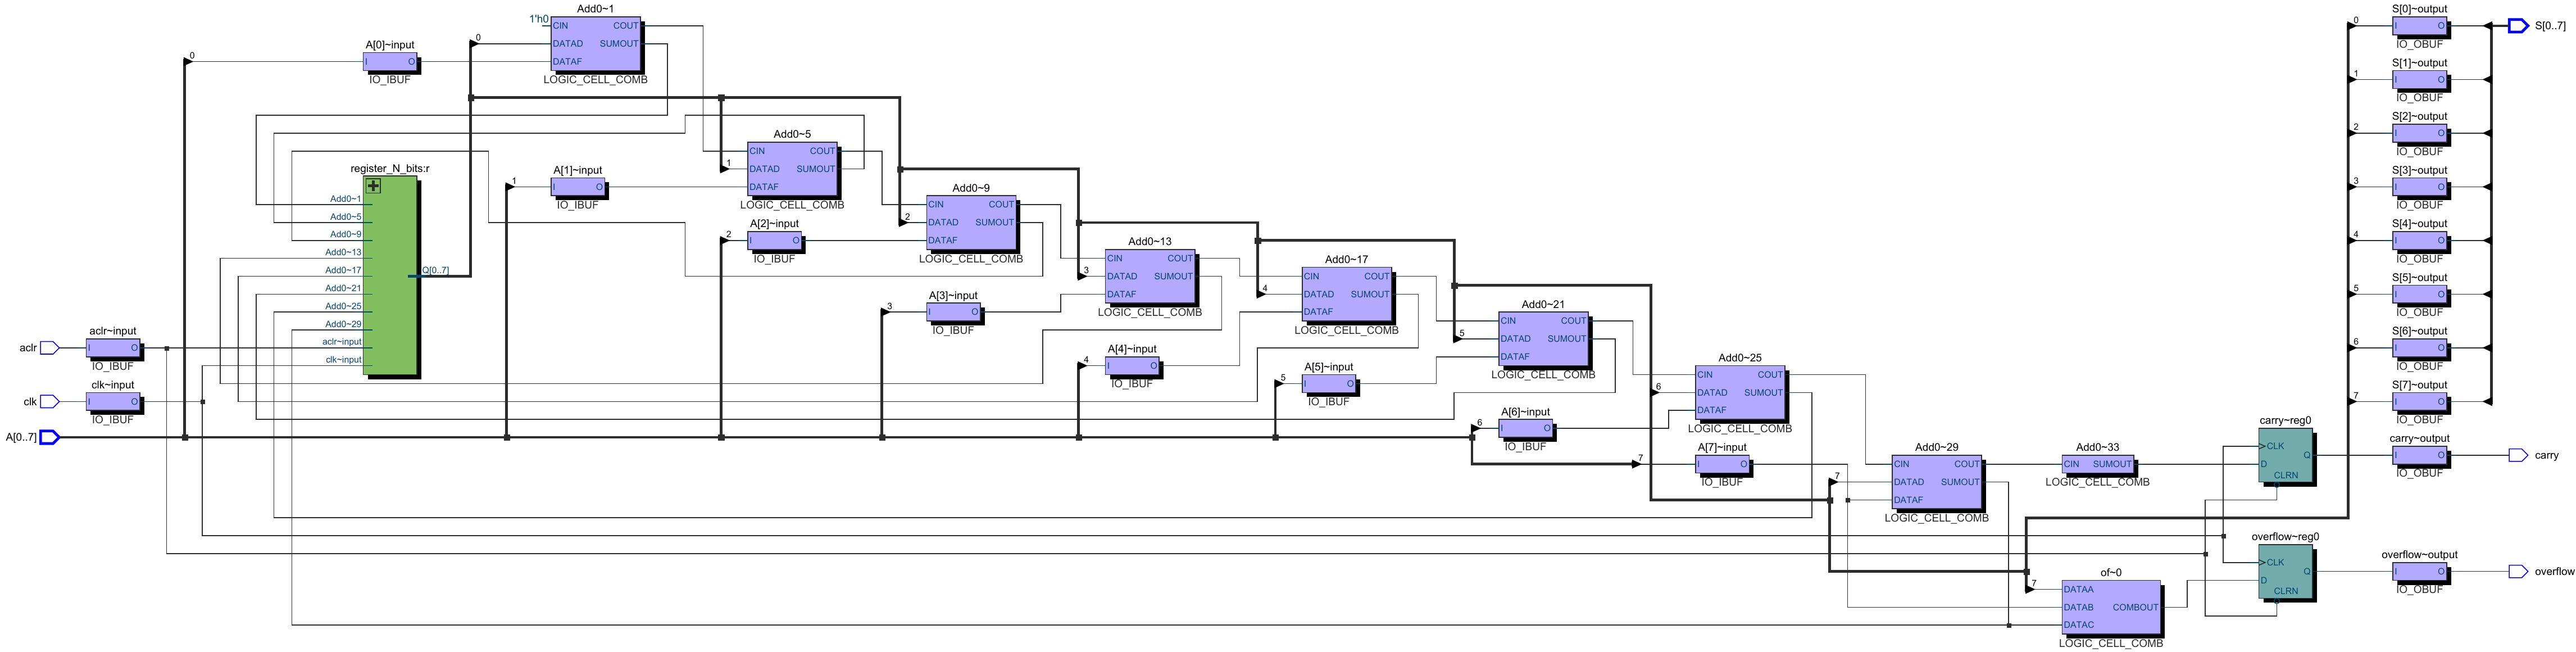 Add0~1
1'h0
CIN COUT
DATAD SUMOUT
DATAF
LOGIC_CELL_COMB
0
0
A[0]~input
I O
IO_IBUF
Add0~5
CIN COUT
1
DATAD SUMOUT
DATAF
LOGIC_CELL_COMB
1
A[1]~input
I O
IO_IBUF
register_N_bits:r
Add0~1
Add0~5
Add0~9
Add0~13
Add0~17
Add0~21
Add0~25
Add0~29
aclr~input
clk~input
Q[0..7]
Add0~9
CIN COUT
2
DATAD SUMOUT
DATAF
LOGIC_CELL_COMB
2
A[2]~input
I O
IO_IBUF
Add0~13
CIN COUT
3
DATAD SUMOUT
DATAF
LOGIC_CELL_COMB
3
A[3]~input
I O
IO_IBUF
Add0~17
CIN COUT
4
DATAD SUMOUT
DATAF
LOGIC_CELL_COMB
4
A[4]~input
I O
IO_IBUF
Add0~21
CIN COUT
5
DATAD SUMOUT
DATAF
LOGIC_CELL_COMB
5
A[5]~input
I O
IO_IBUF
aclr
aclr~input
I O
IO_IBUF
clk
clk~input
I O
IO_IBUF
A[0..7]
Add0~25
CIN COUT
6
DATAD SUMOUT
DATAF
LOGIC_CELL_COMB
6
A[6]~input
I O
IO_IBUF
7
A[7]~input
I O
IO_IBUF
Add0~29
CIN COUT
7
DATAD SUMOUT
DATAF
LOGIC_CELL_COMB
Add0~33
CIN SUMOUT
LOGIC_CELL_COMB
of~0
7
DATAA
DATAB COMBOUT
DATAC
LOGIC_CELL_COMB
carry~reg0
CLK
D Q
CLRN
overflow~reg0
CLK
D Q
CLRN
S[0]~output
0
I O
IO_OBUF
S[0..7]
S[1]~output
1
I O
IO_OBUF
S[2]~output
2
I O
IO_OBUF
S[3]~output
3
I O
IO_OBUF
S[4]~output
4
I O
IO_OBUF
S[5]~output
5
I O
IO_OBUF
S[6]~output
6
I O
IO_OBUF
S[7]~output
7
I O
IO_OBUF
carry~output
I O
IO_OBUF
carry
overflow~output
I O
IO_OBUF
overflow